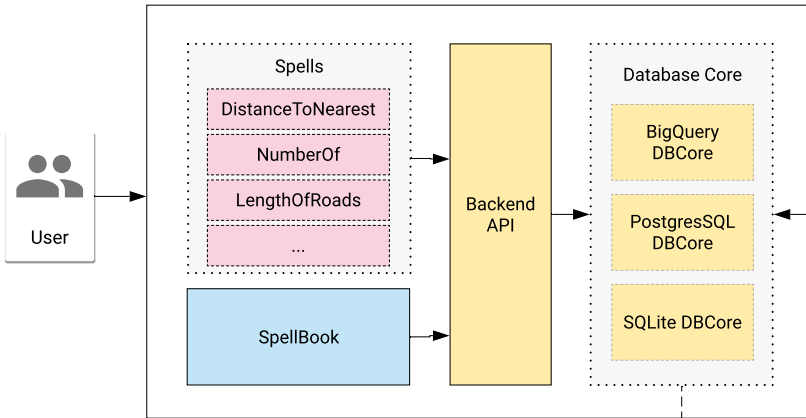 User
Spells
DistanceToNearest
NumberOf
LengthOfRoads
...
SpellBook
Backend
API
Database Core
BigQuery
DBCore
PostgresSQL
DBCore
SQLite DBCore